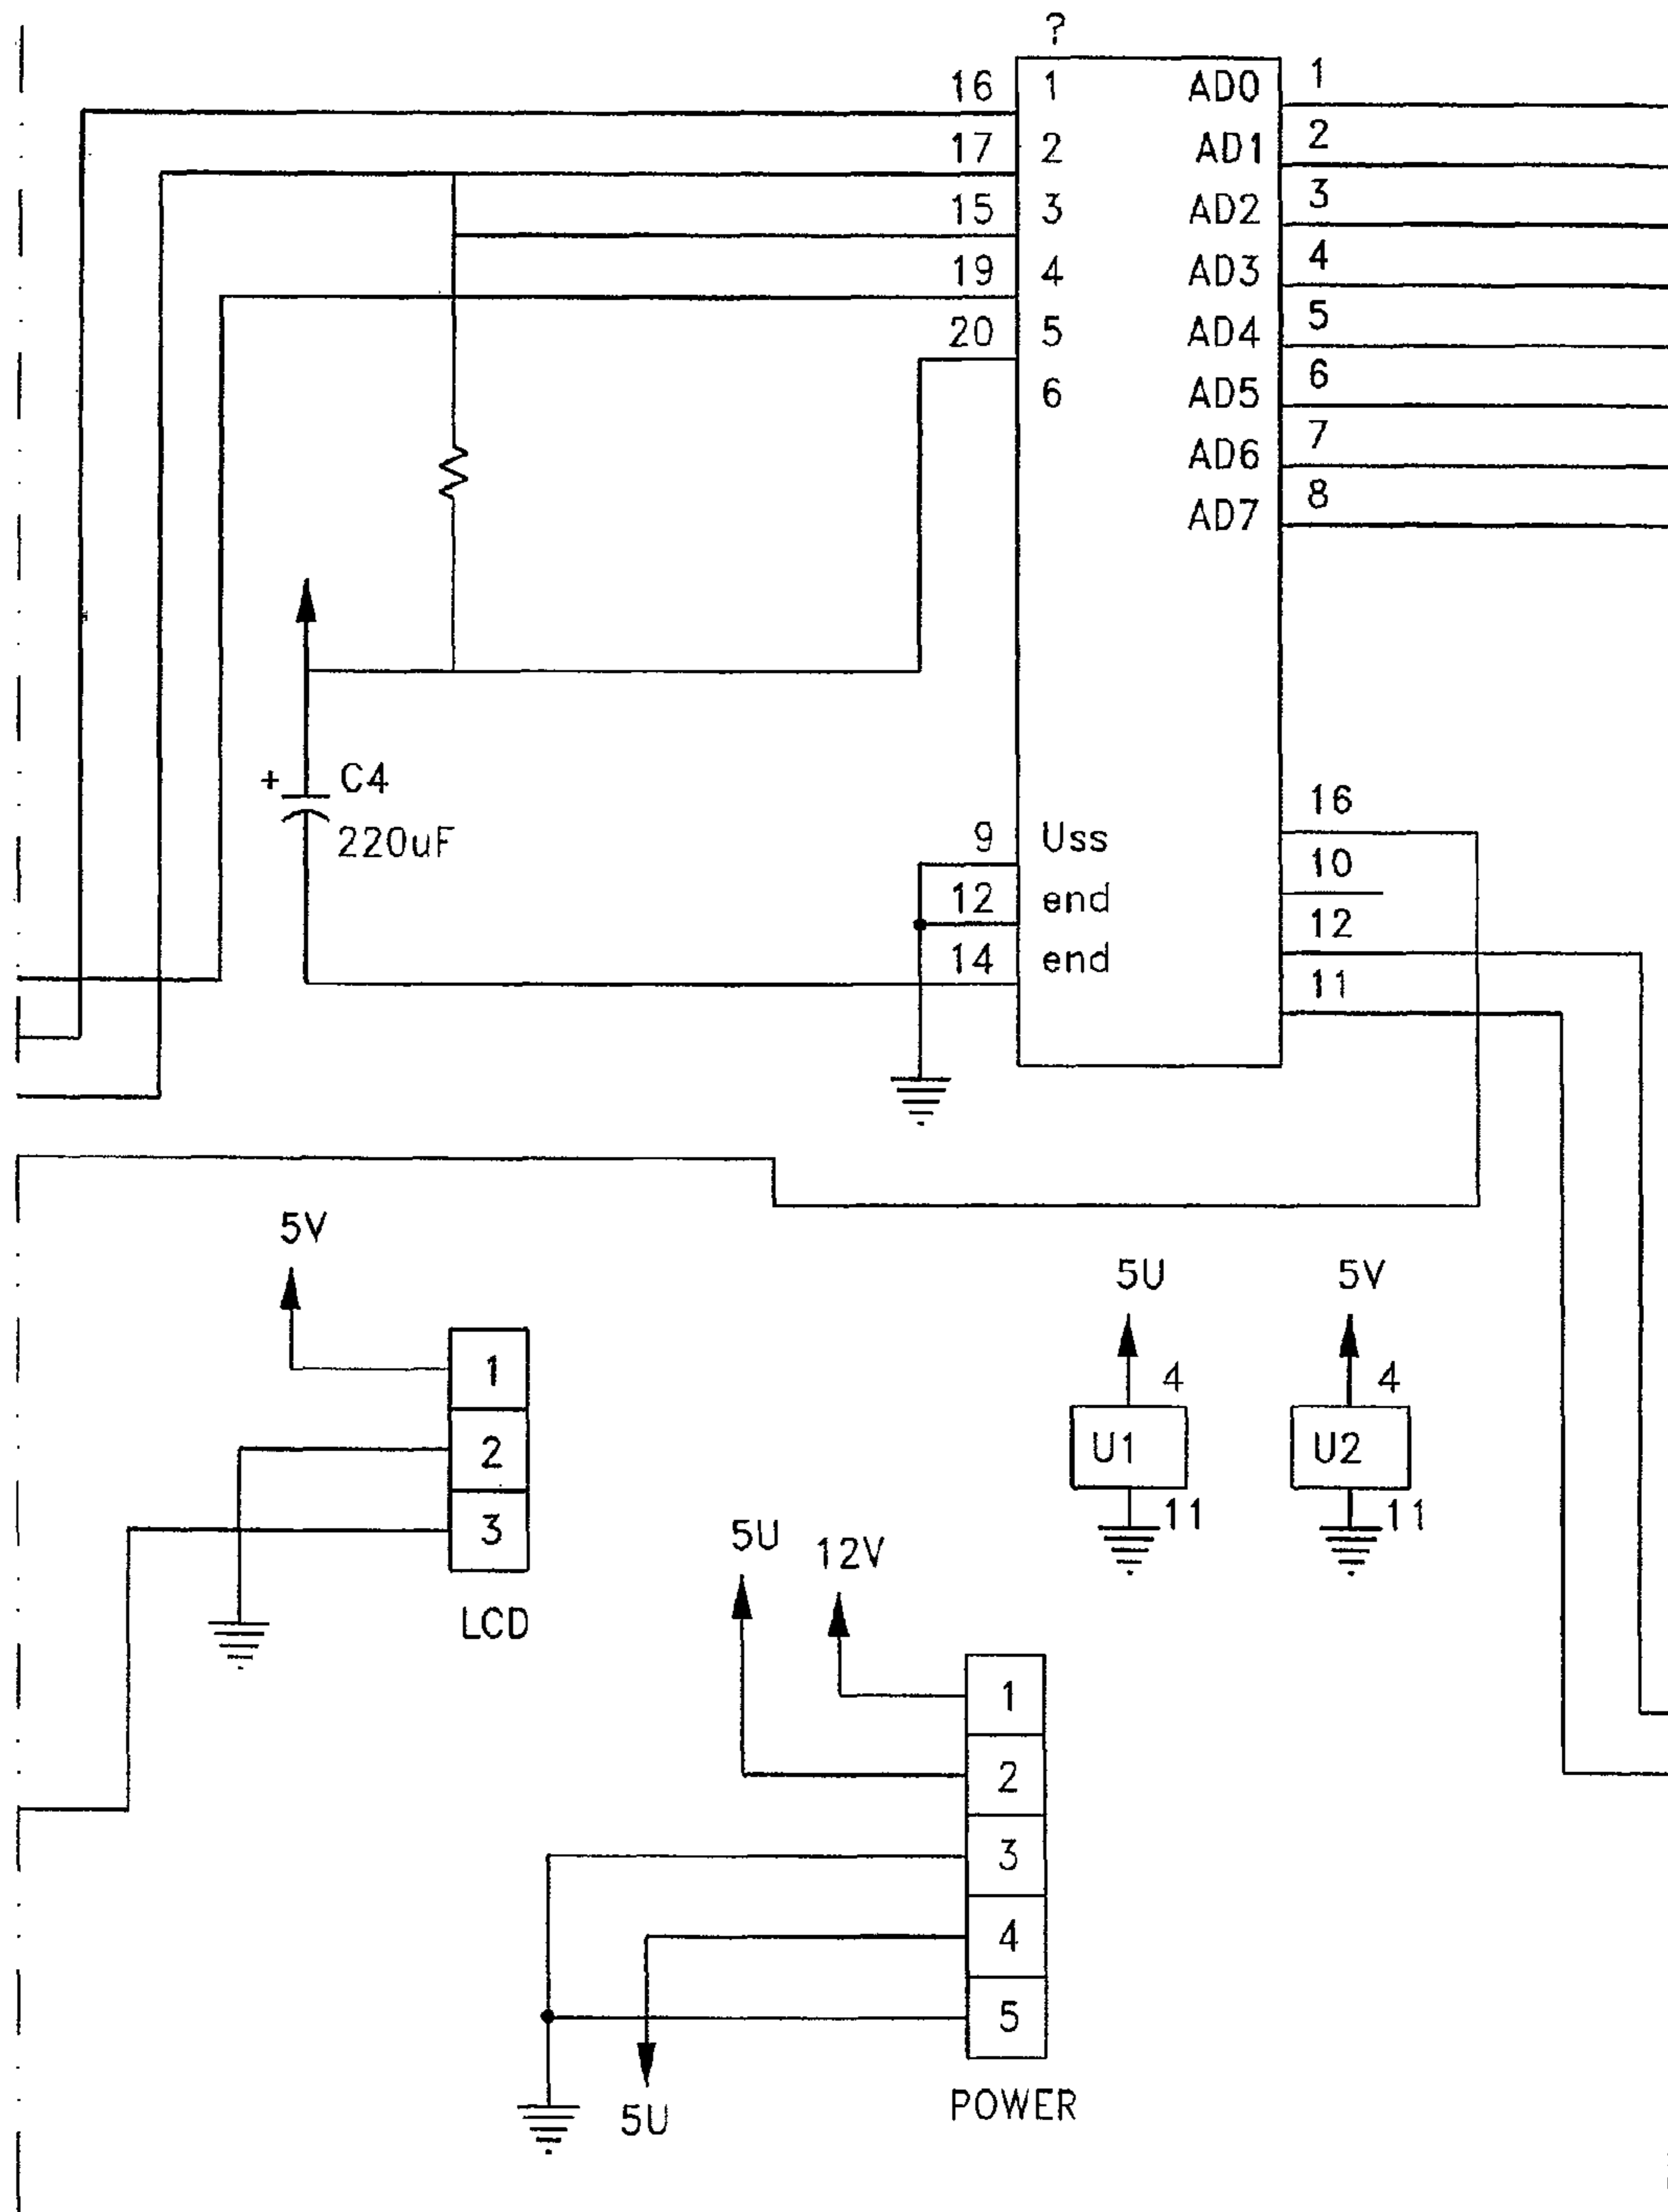 ?
16 1 AD0 1
17 2 AD1 2
15 3 AD2 3
19 4 AD3 4
20 5 AD4 5
6 AD5 6
AD6 7
AD7 8
+ C4
220uF
16
9 Uss
10
12 end
12
14 end
11
5V
5U 5V
1
4 4
2
U1 U2
3
11 11
5U 12V
LCD
1
2
3
4
5
POWER
5U